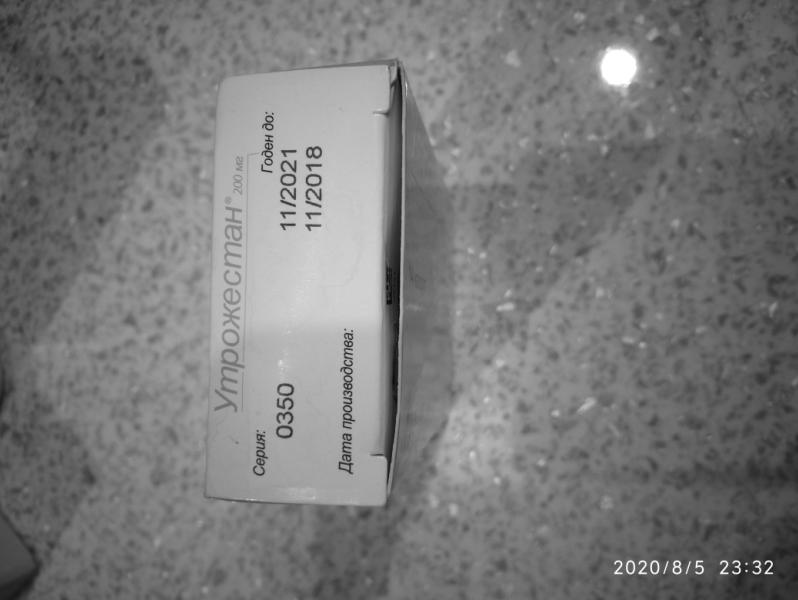 Утрожестан® 200 мг
Серия:
Годен до:
0350
11/2021
11/2018
Дата производства:
2020/8/5 23:32